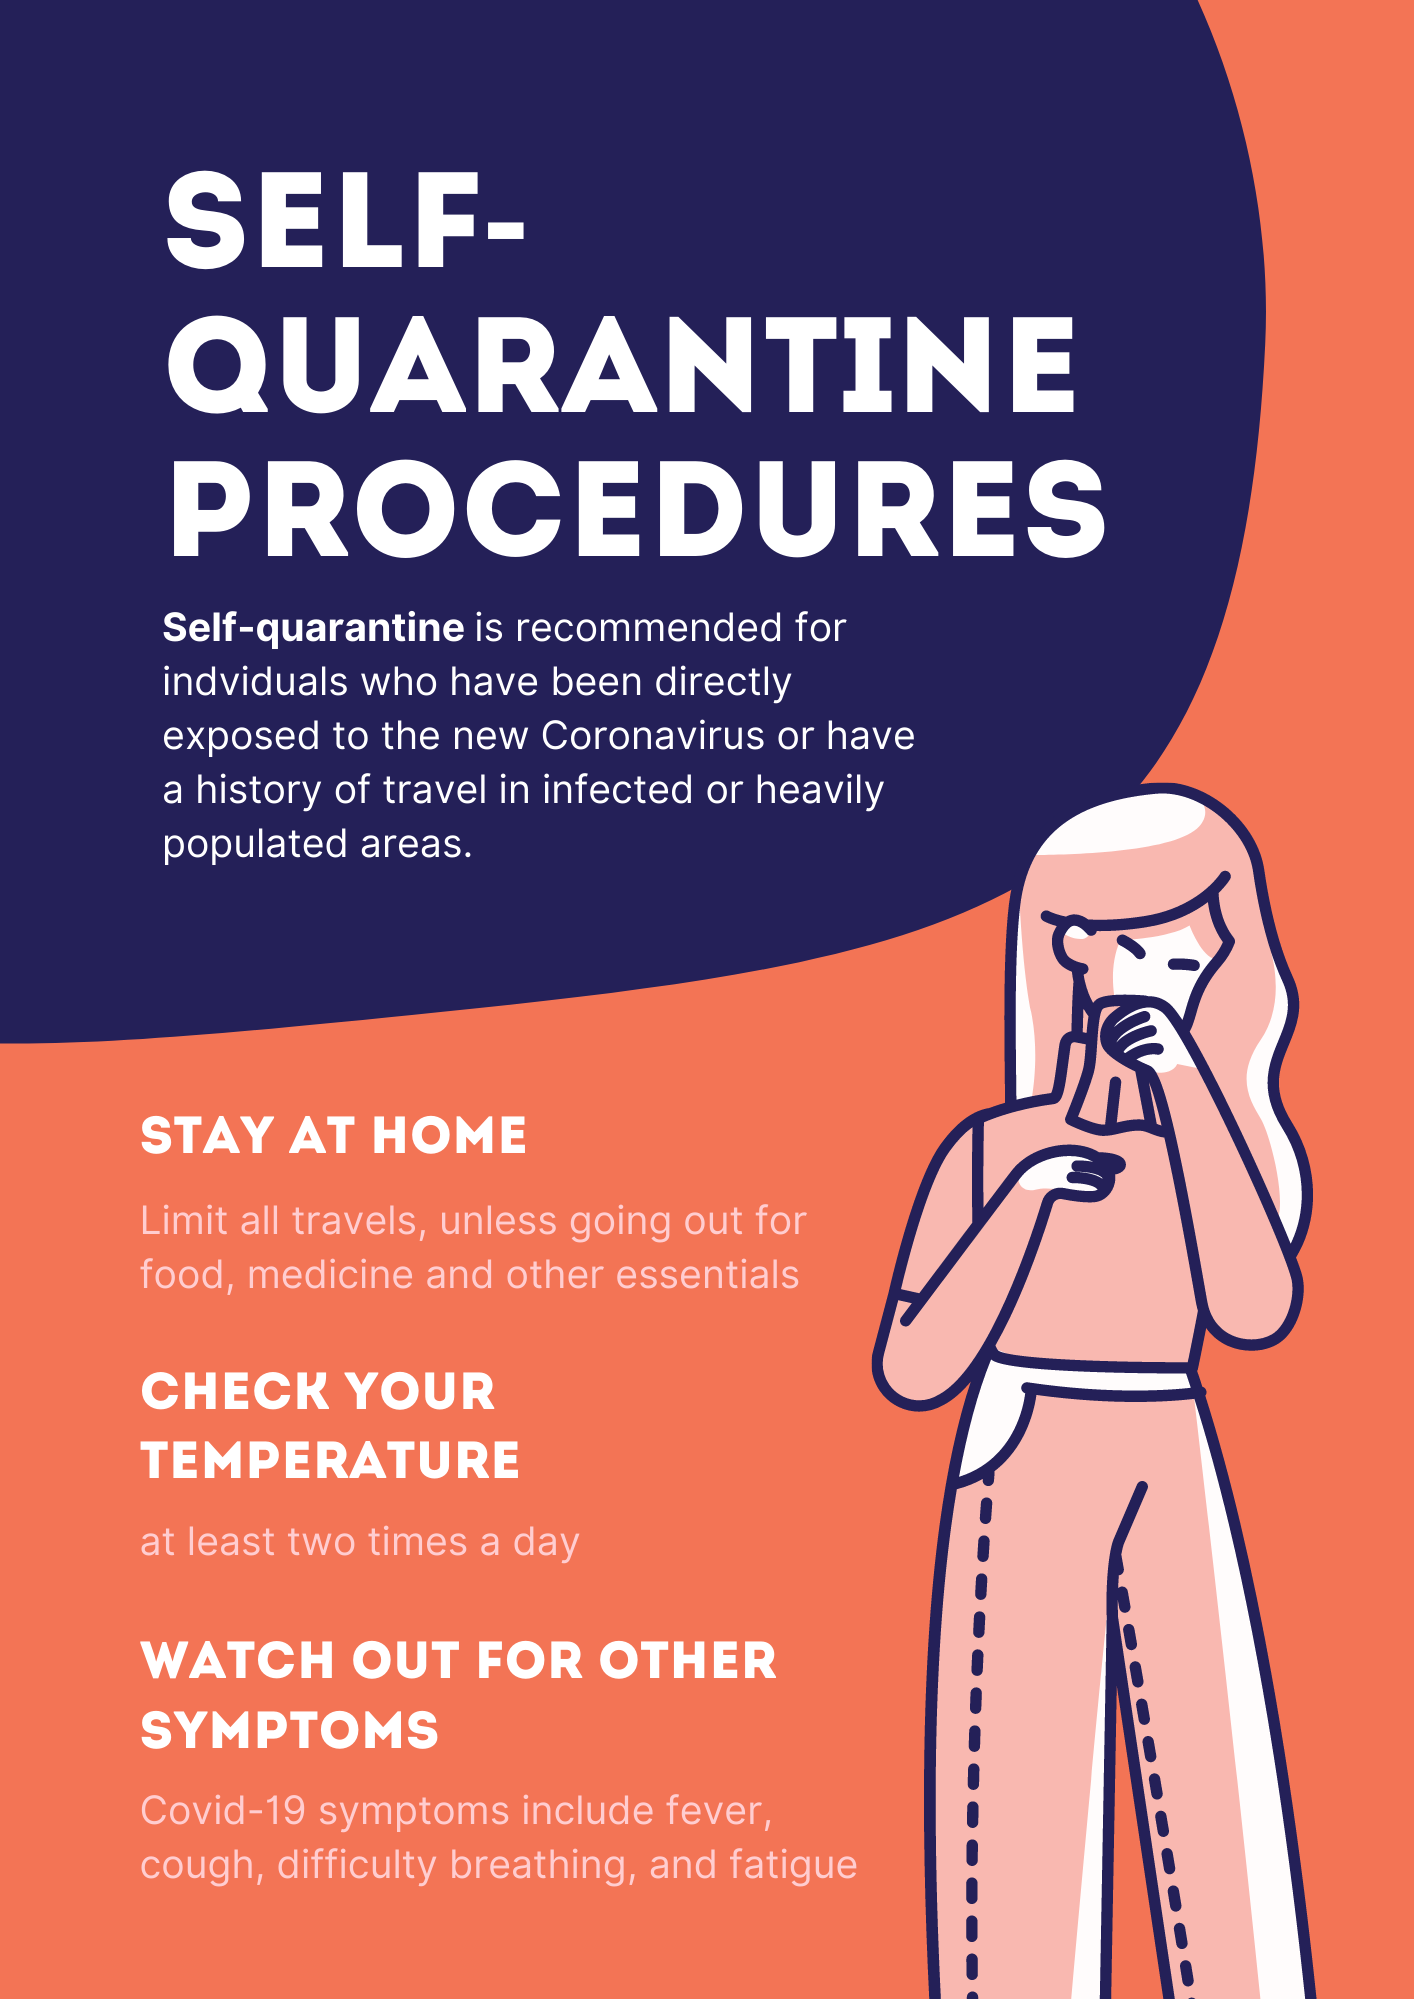 SELF-
QUARANTINE
PROCEDURES
Self-quarantine is recommended for
indviduals who have been directly
exposed to the new Coronavirus or have
a history of travel in infected or heavily
populated areas.
STAY AT HOME
Limit all travels, unless going out for
food, medicine and other essentials
CHECK YOUR
TEMPERATURE
at least two times a day
WATCH OUT FOR OTHER
SYMPTOMS
Covid-19 symptoms include fever,
cough, difficulty breathing, and fatigue